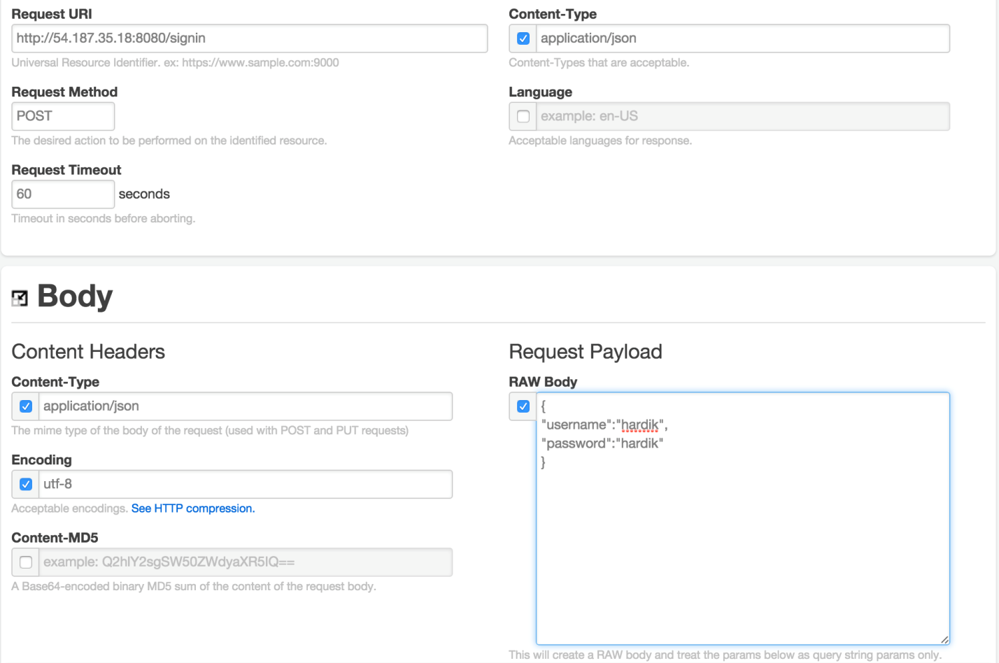 Request URI
http://54.187.35.18:8080/signin
Universal Resource Identifier. ex: https://www.sample.com:9000
Request Method
POST
The desired action to be performed on the identified resource.
Request Timeout
60 seconds
Timeout in seconds before aborting.
Content-Type
application/json
Content-Types that are acceptable.
Language
example: en-US
Acceptable languages for response.
Body
Content Headers
Content-Type
application/json
The mime type of the body of the request (used with POST and PUT requests)
Encoding
utf-8
Acceptable encodings. See HTTP compression.
Content-MD5
example: Q2hlY2sgSW50ZWdyaXR5IQ==
A Base64-encoded binary MD5 sum of the content of the request body.
Request Payload
RAW Body
{
"username":"hardik",
"password":"hardik"
}
This will create a RAW body and treat the params below as query string params only.